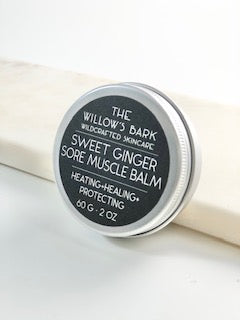 THE
WILLOW'S BARK
WILDCRAFTED SKINCARE
SWEET GINGER
SORE MUSCLE BALM
HEATING+HEALING+
PROTECTING
60 G - 2 OZ